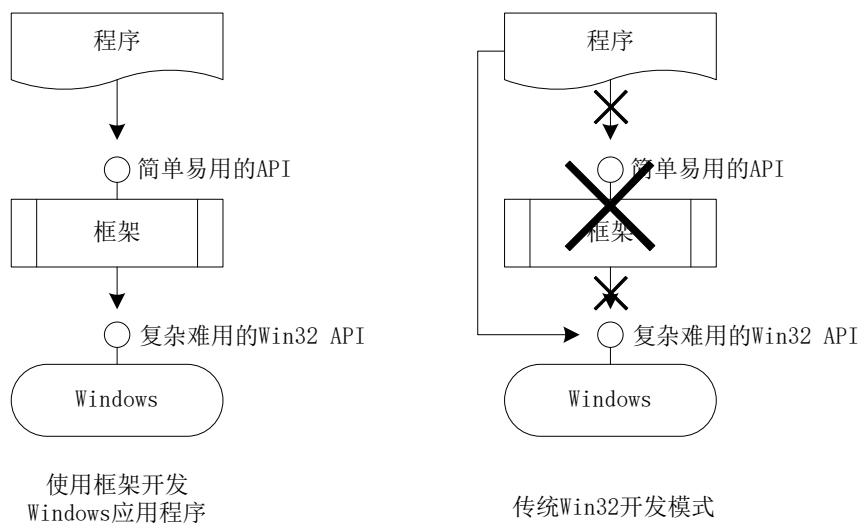 程序
简单易用的API
框架
复杂难用的Win32 API
Windows
使用框架开发
Windows应用程序
程序
简单易用的API
框架
复杂难用的Win32 API
Windows
传统Win32开发模式